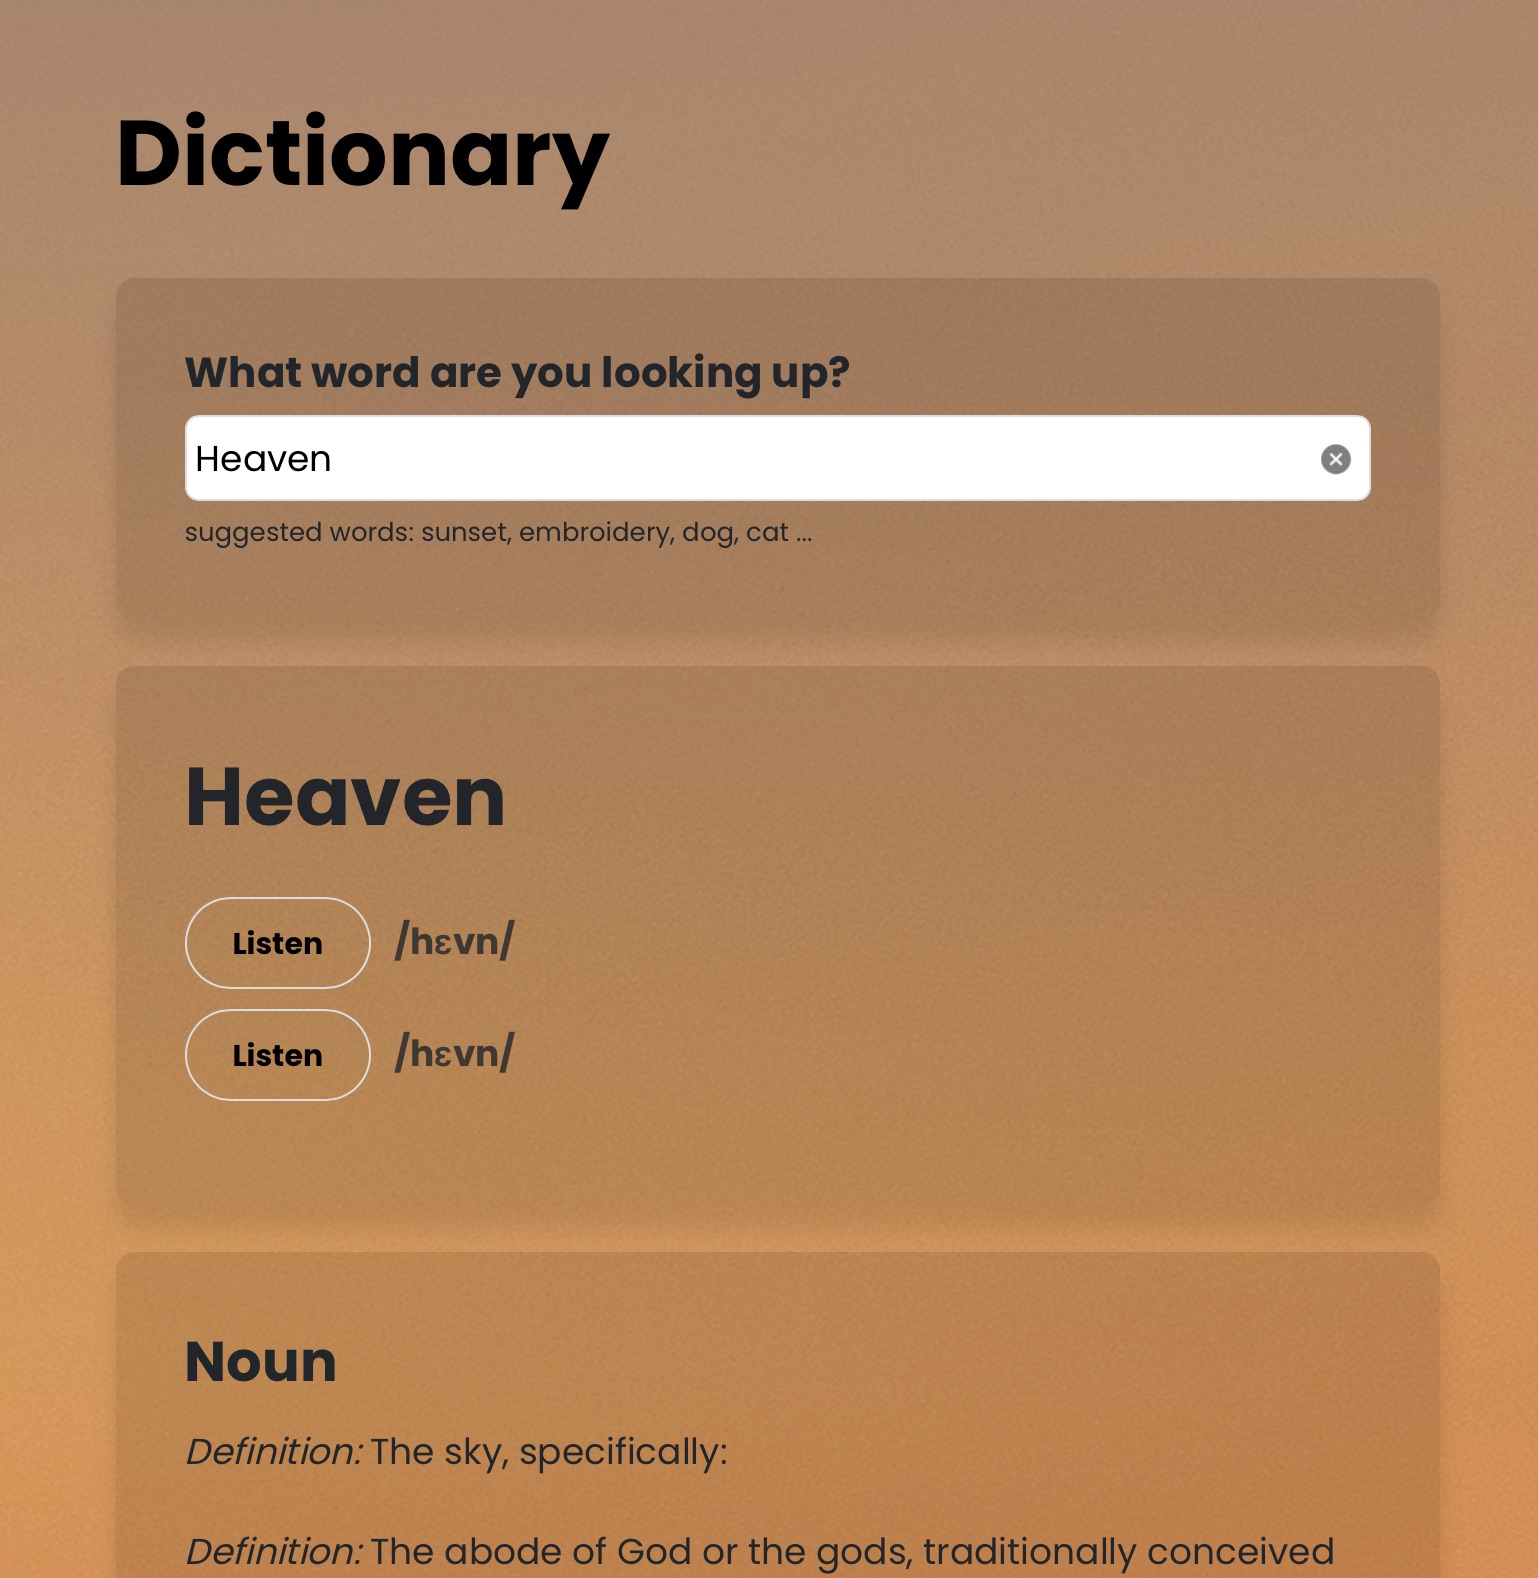 Dictionary
What word are you looking up?
Heaven
suggested words: sunset, embroidery, dog, cat ...
Heaven
Listen /hɛvn/
Listen /hɛvn/
Noun
Definition: The sky, specifically:
Definition: The abode of God or the gods, traditionally conceived